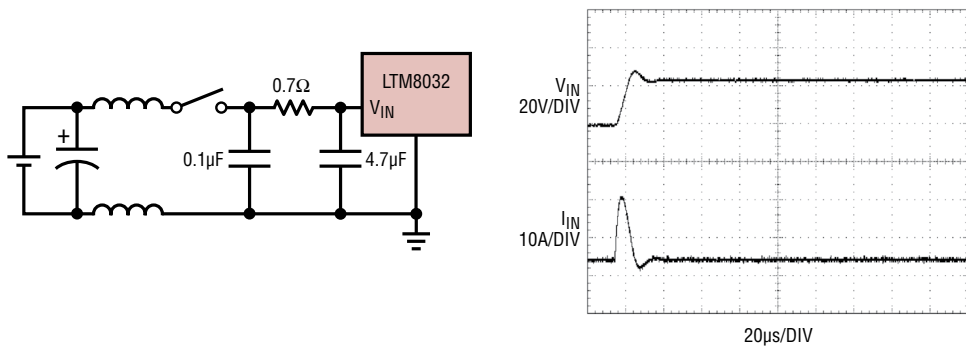 LTM8032
V_IN
0.7Ω
+
0.1µF
4.7µF
V_IN
20V/DIV
I_IN
10A/DIV
20µs/DIV